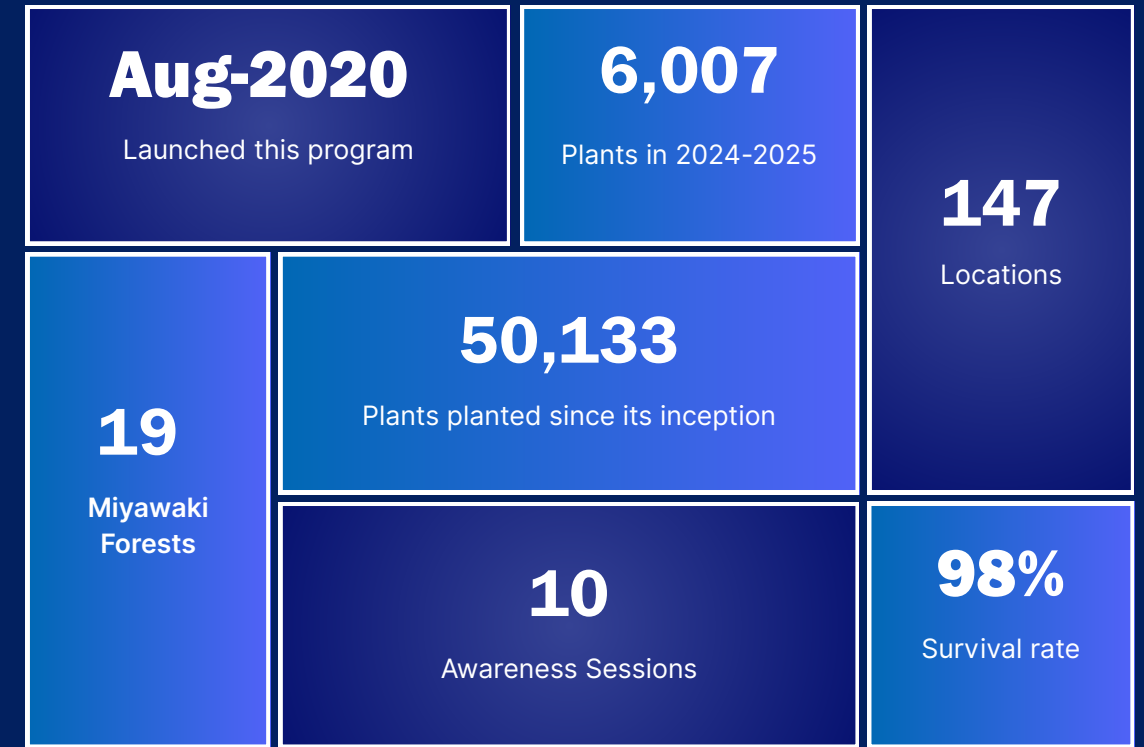 Aug-2020
Launched this program
6,007
Plants in 2024-2025
147
Locations
19
Miyawaki
Forests
50,133
Plants planted since its inception
10
Awareness Sessions
98%
Survival rate